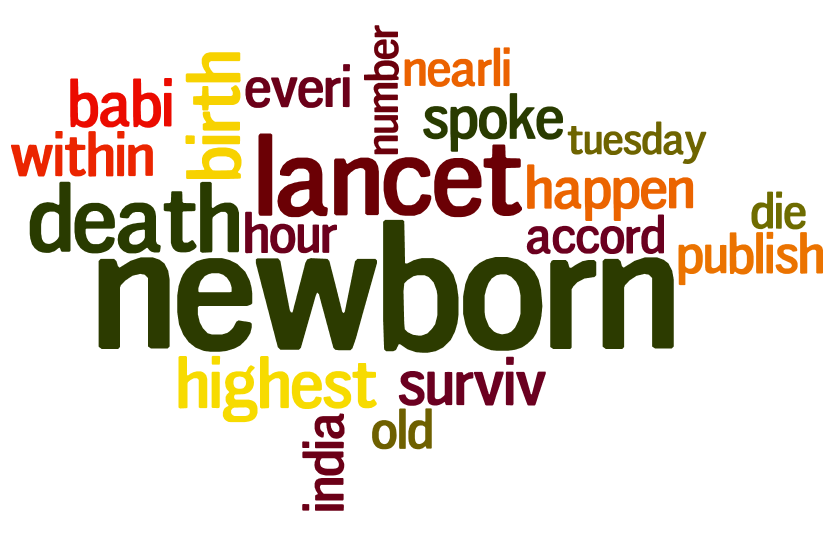 number
nearli
everi
babi
birth
spoke
tuesday
within
lancet
happen
death
die
hour
accord
publish
newborn
highest
surviv
old
india